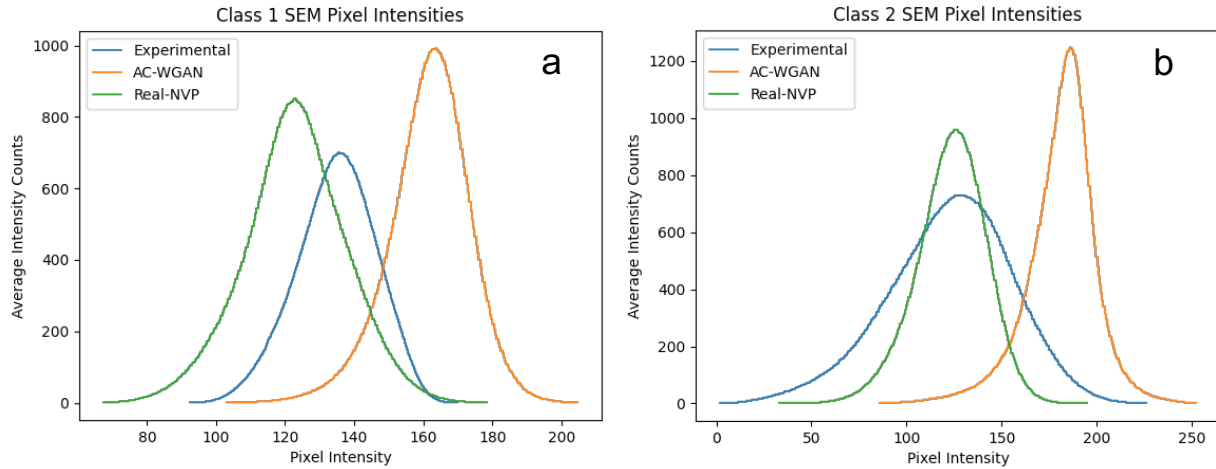 Class 1 SEM Pixel Intensities
a
Experimental
AC-WGAN
Real-NVP
Average Intensity Counts
1000
800
600
400
200
0
80 100 120 140 160 180 200
Pixel Intensity
Class 2 SEM Pixel Intensities
b
Experimental
AC-WGAN
Real-NVP
Average Intensity Counts
1200
1000
800
600
400
200
0
0 50 100 150 200 250
Pixel Intensity